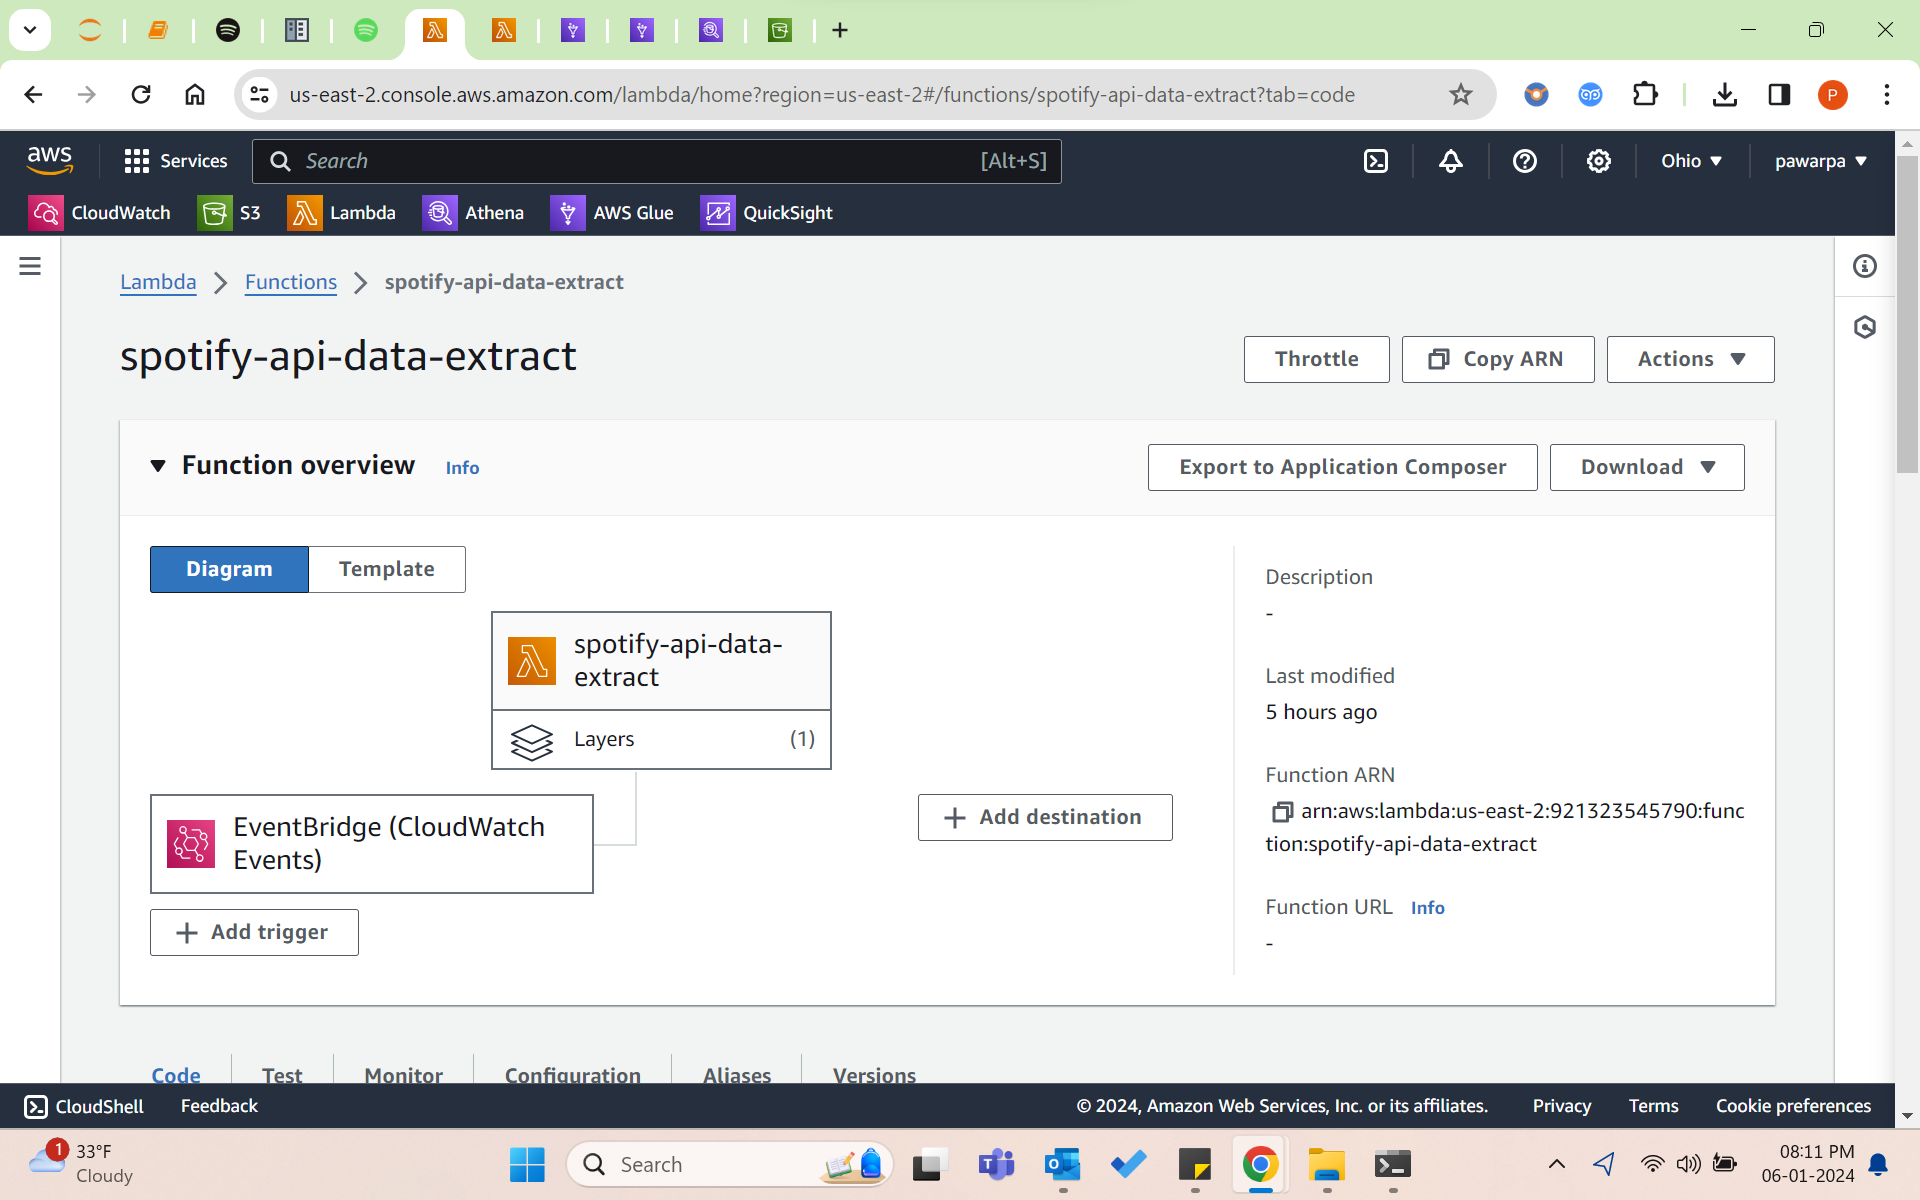 us-east-2.console.aws.amazon.com/lambda/home?region=us-east-2#/functions/spotify-api-data-extract?tab=code
P
aws
Services
Search
[Alt+S]
Ohio
pawarpa
CloudWatch
S3
Lambda
Athena
AWS Glue
QuickSight
Lambda
Functions
spotify-api-data-extract
spotify-api-data-extract
Throttle
Copy ARN
Actions
Function overview
Info
Export to Application Composer
Download
Diagram
Template
spotify-api-data-
extract
Layers
(1)
EventBridge (CloudWatch
Events)
Add trigger
Add destination
Description
-
Last modified
5 hours ago
Function ARN
arn:aws:lambda:us-east-2:921323545790:func
tion:spotify-api-data-extract
Function URL
Info
-
Code
Test
Monitor
Configuration
Aliases
Versions
CloudShell
Feedback
© 2024, Amazon Web Services, Inc. or its affiliates.
Privacy
Terms
Cookie preferences
1
33°F
Cloudy
Search
08:11 PM
06-01-2024